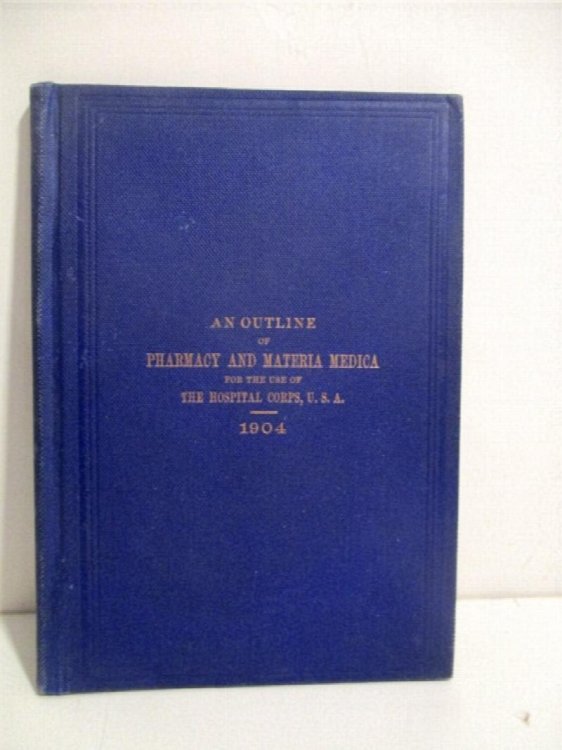 AN OUTLINE
OF
PHARMACY AND MATERIA MEDICA
FOR THE USE OF
THE HOSPITAL CORPS, U. S. A.
1904